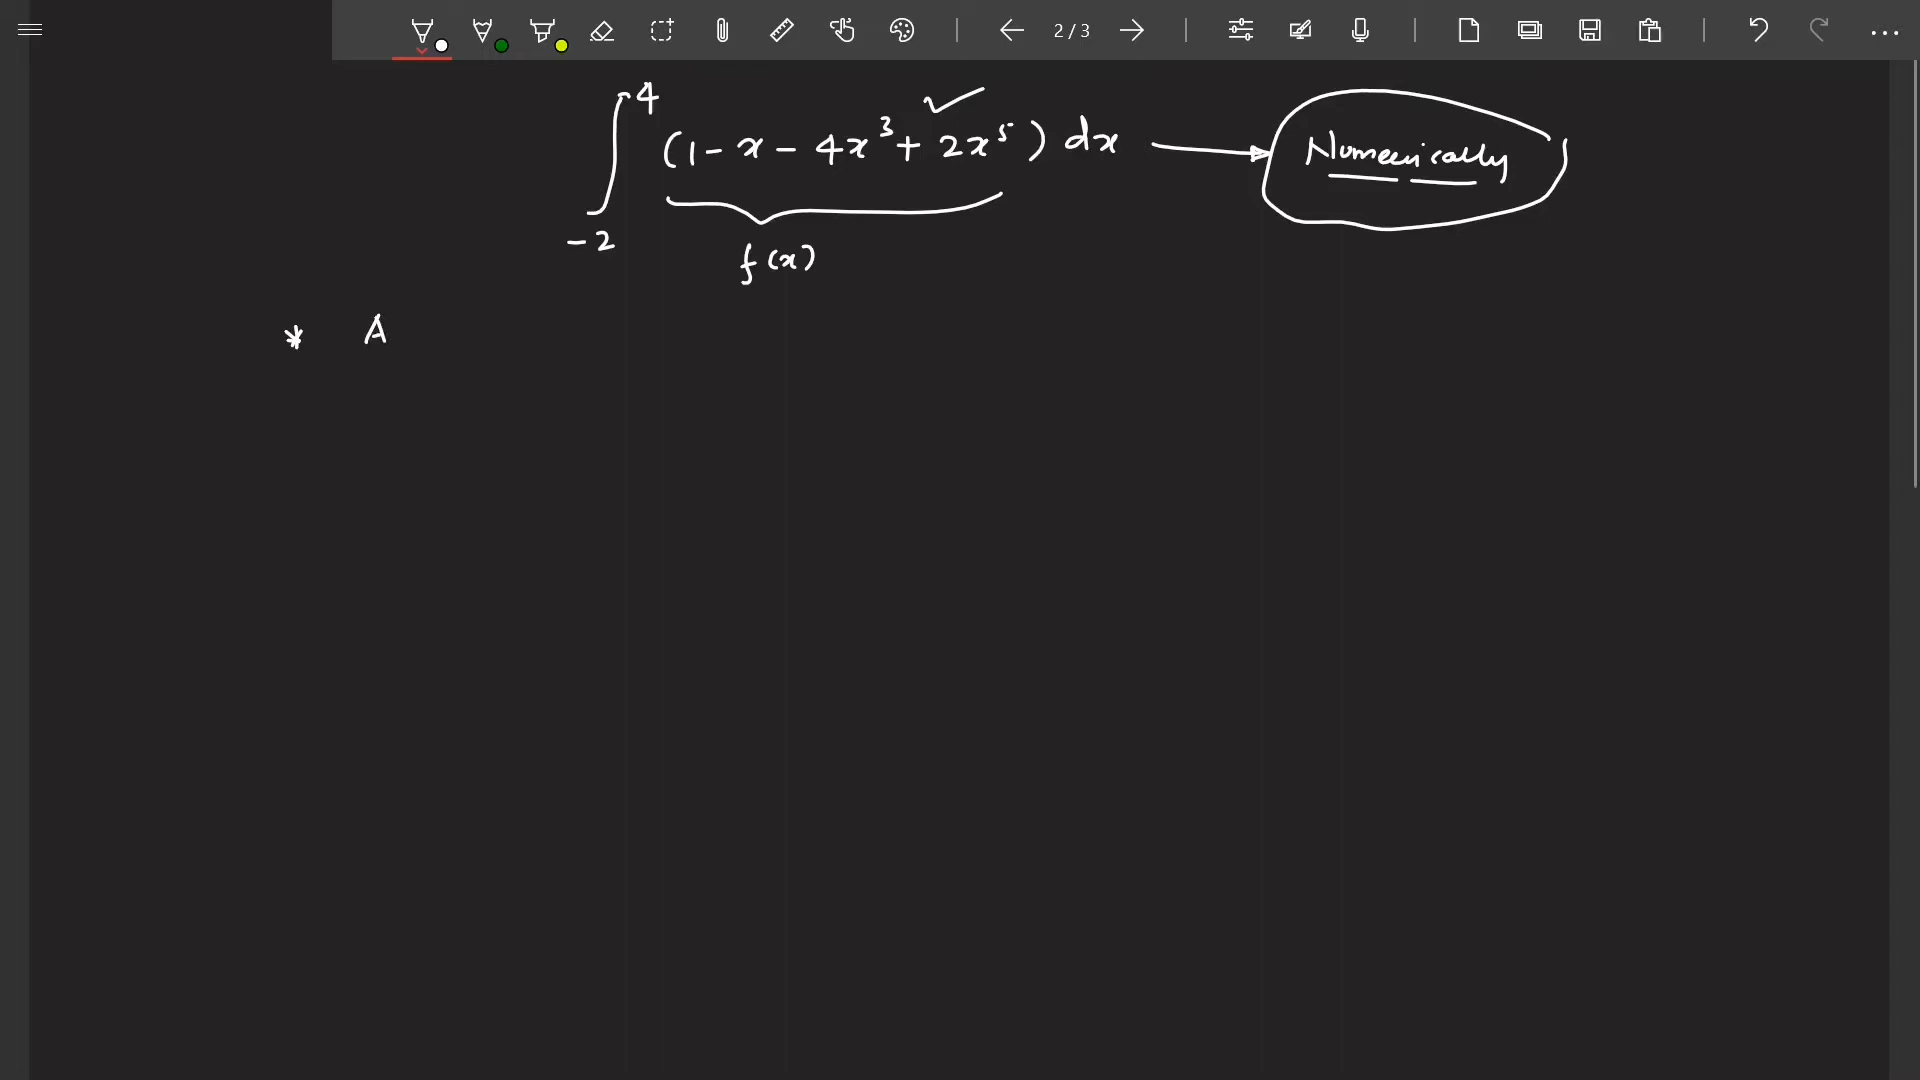 2 / 3
∫_{-2}^{4} (1 - x - 4x³ + 2x⁵) dx → Numerically
f(x)
* A